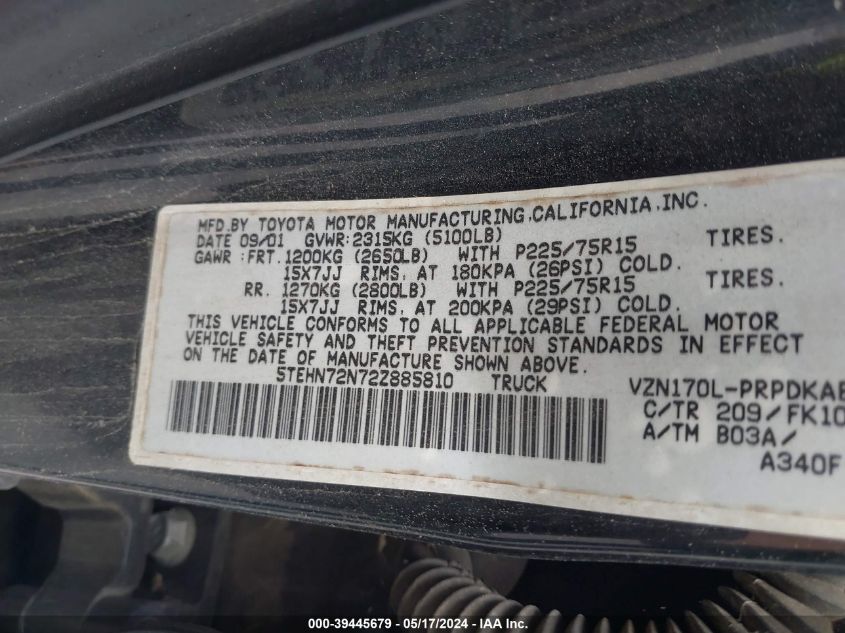 MFD.BY TOYOTA MOTOR MANUFACTURING,CALIFORNIA,INC.
DATE 09/01 GVWR:2315KG (5100LB)
GAWR :FRT.1200KG (2650LB) WITH P225/75R15 TIRES.
15X7JJ RIMS, AT 180KPA (26PSI) COLD.
RR. 1270KG (2800LB) WITH P225/75R15 TIRES.
15X7JJ RIMS, AT 200KPA (29PSI) COLD.
THIS VEHICLE CONFORMS TO ALL APPLICABLE FEDERAL MOTOR
VEHICLE SAFETY AND THEFT PREVENTION STANDARDS IN EFFECT
ON THE DATE OF MANUFACTURE SHOWN ABOVE.
5TEHN72N72Z885810 TRUCK VZN170L-PRPDKAB
C/TR 209/FK10
A/TM B03A/
A340F
000-39445679 - 05/17/2024 - IAA Inc.